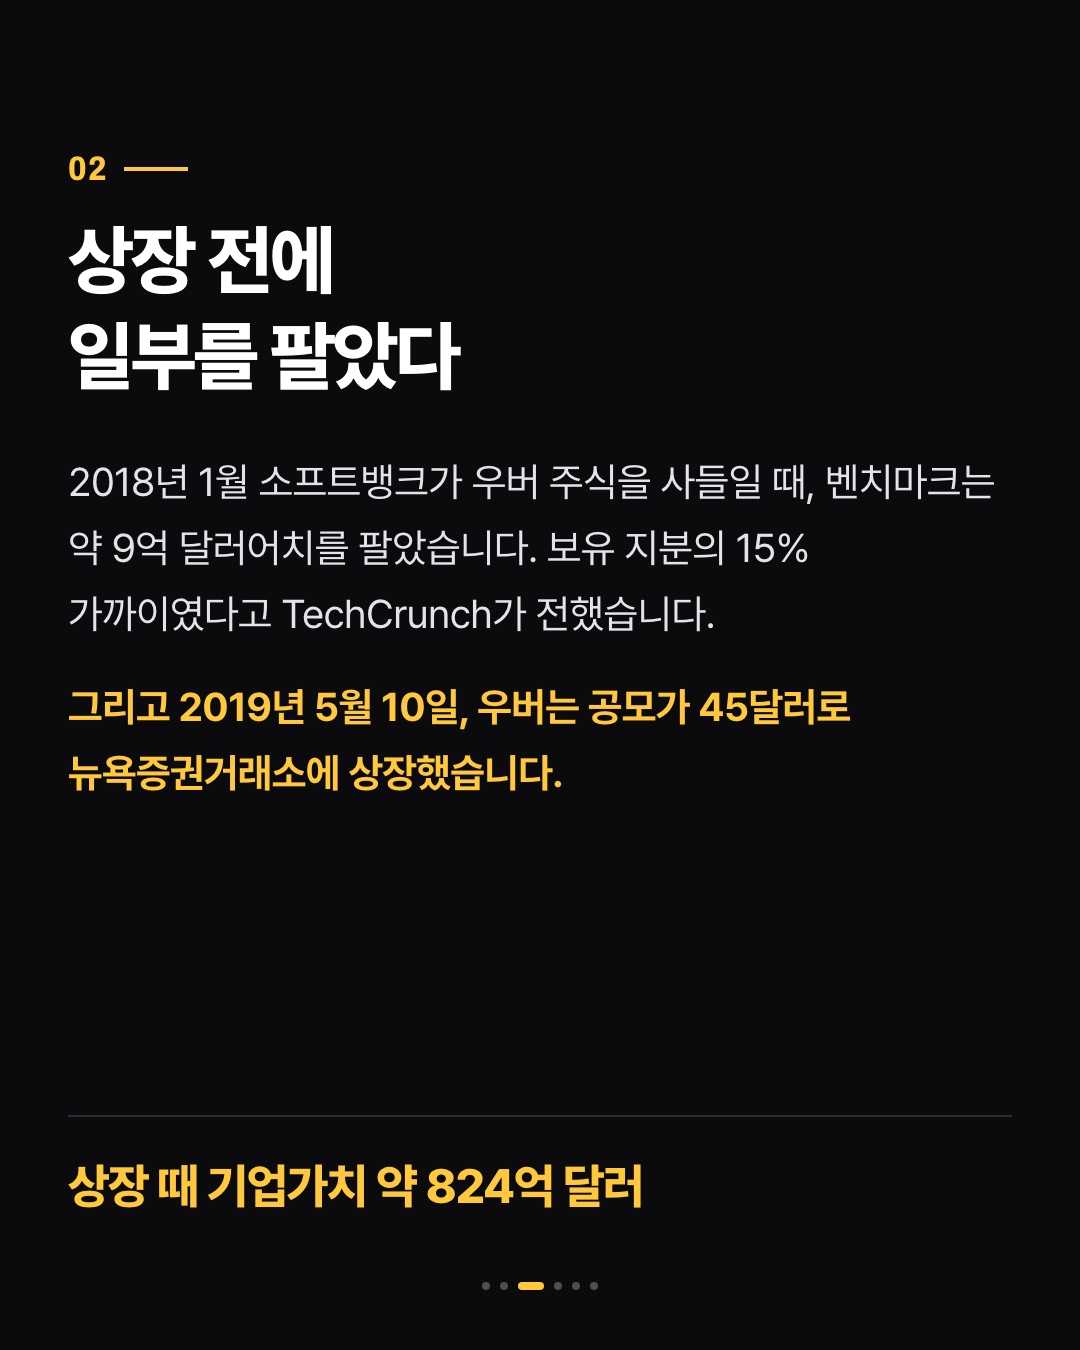 02
상장 전에
일부를 팔았다
2018년 1월 소프트뱅크가 우버 주식을 사들일 때, 벤치마크는
약 9억 달러어치를 팔았습니다. 보유 지분의 15%
가까이였다고 TechCrunch가 전했습니다.
그리고 2019년 5월 10일, 우버는 공모가 45달러로
뉴욕증권거래소에 상장했습니다.
상장 때 기업가치 약 824억 달러